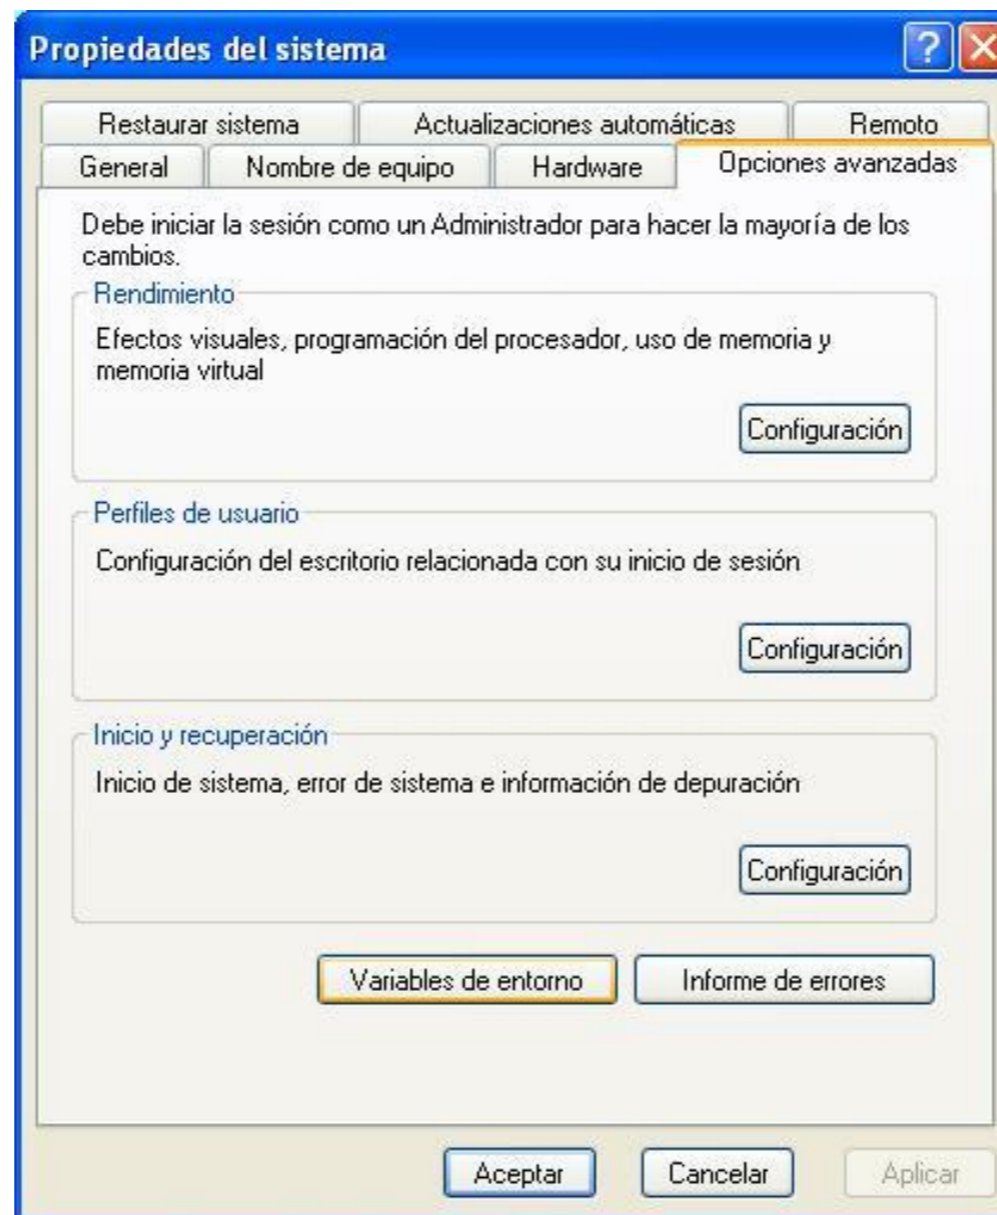 Propiedades del sistema
?
Restaurar sistema
Actualizaciones automáticas
Remoto
General
Nombre de equipo
Hardware
Opciones avanzadas
Debe iniciar la sesión como un Administrador para hacer la mayoría de los
cambios.
Rendimiento
Efectos visuales, programación del procesador, uso de memoria y
memoria virtual
Configuración
Perfiles de usuario
Configuración del escritorio relacionada con su inicio de sesión
Configuración
Inicio y recuperación
Inicio de sistema, error de sistema e información de depuración
Configuración
Variables de entorno
Informe de errores
Aceptar
Cancelar
Aplicar